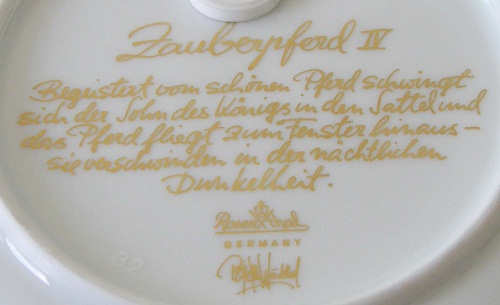 Zauberpferd IV
Begeistert vom schönen Pferd schwingt
sich der Sohn des Königs in den Sattel und
das Pferd fliegt zum Fenster hinaus –
sie verschwinden in der nächtlichen
Dunkelheit.
Rosenthal
GERMANY